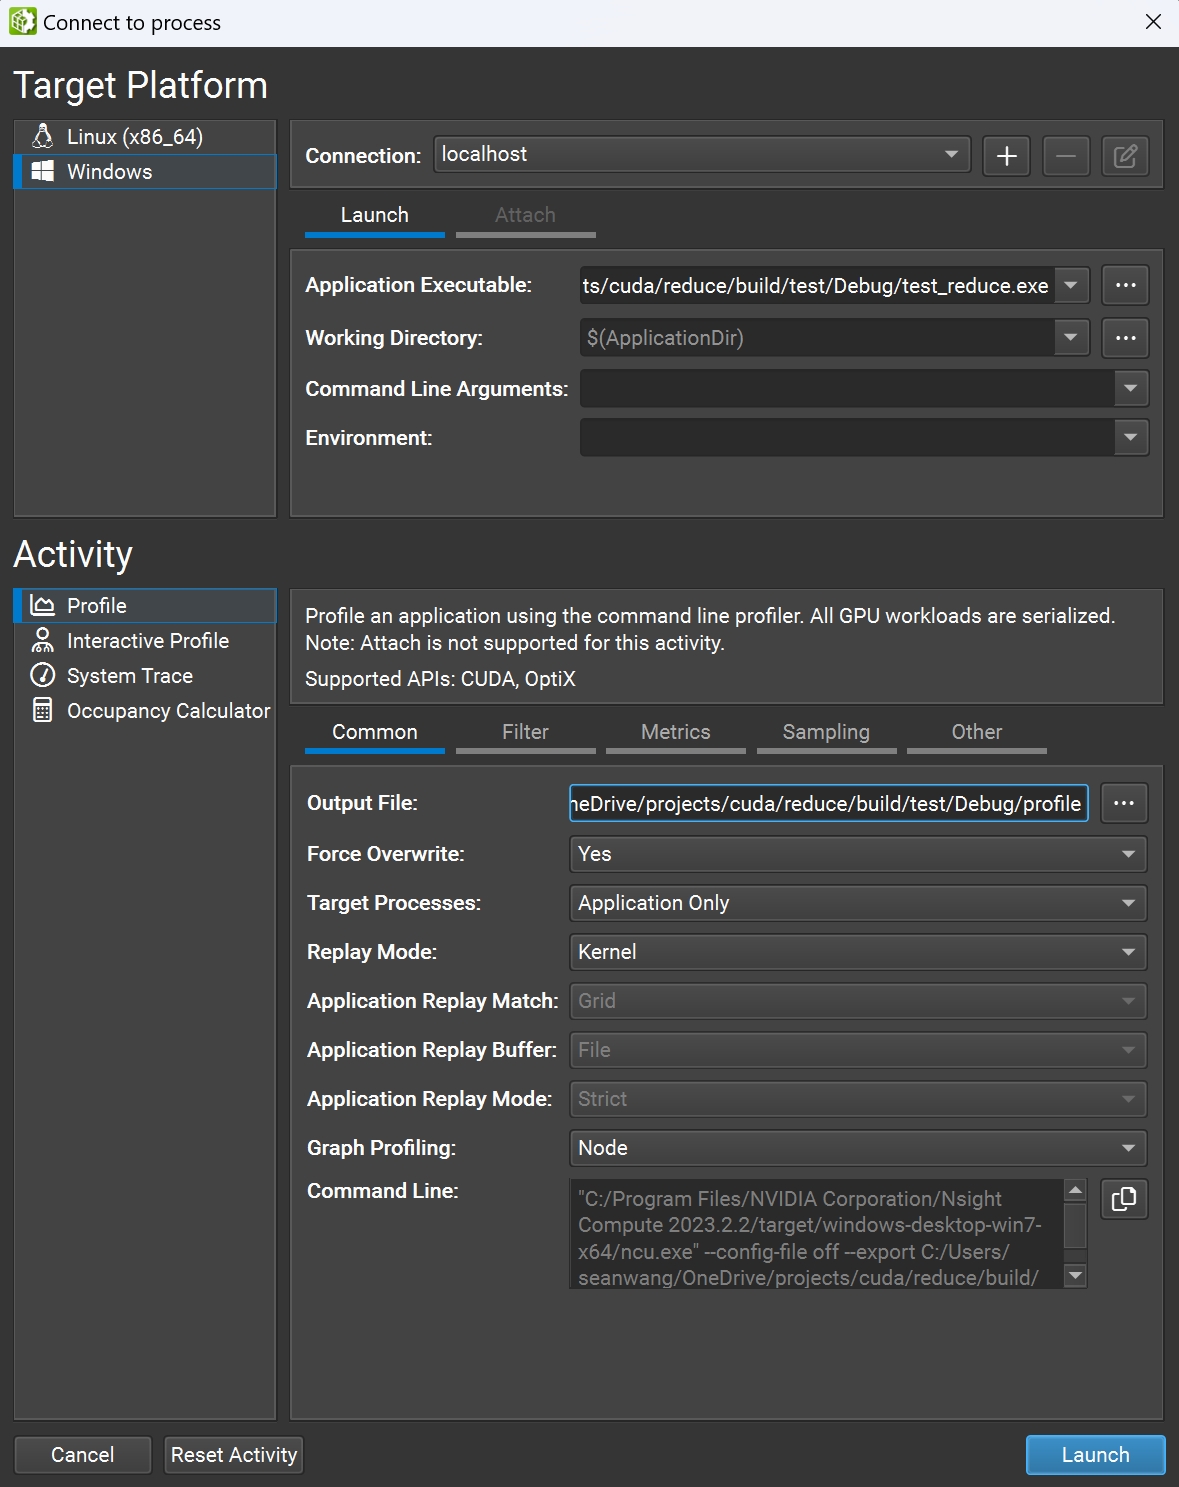 Connect to process
Target Platform
Linux (x86_64)
Windows
Connection: localhost
Launch Attach
Application Executable: ts/cuda/reduce/build/test/Debug/test_reduce.exe
Working Directory: $(ApplicationDir)
Command Line Arguments:
Environment:
Activity
Profile
Interactive Profile
System Trace
Occupancy Calculator
Profile an application using the command line profiler. All GPU workloads are serialized.
Note: Attach is not supported for this activity.
Supported APIs: CUDA, OptiX
Common Filter Metrics Sampling Other
Output File: neDrive/projects/cuda/reduce/build/test/Debug/profile
Force Overwrite: Yes
Target Processes: Application Only
Replay Mode: Kernel
Application Replay Match: Grid
Application Replay Buffer: File
Application Replay Mode: Strict
Graph Profiling: Node
Command Line:
"C:/Program Files/NVIDIA Corporation/Nsight
Compute 2023.2.2/target/windows-desktop-win7-
x64/ncu.exe" --config-file off --export C:/Users/
seanwang/OneDrive/projects/cuda/reduce/build/
Cancel Reset Activity Launch